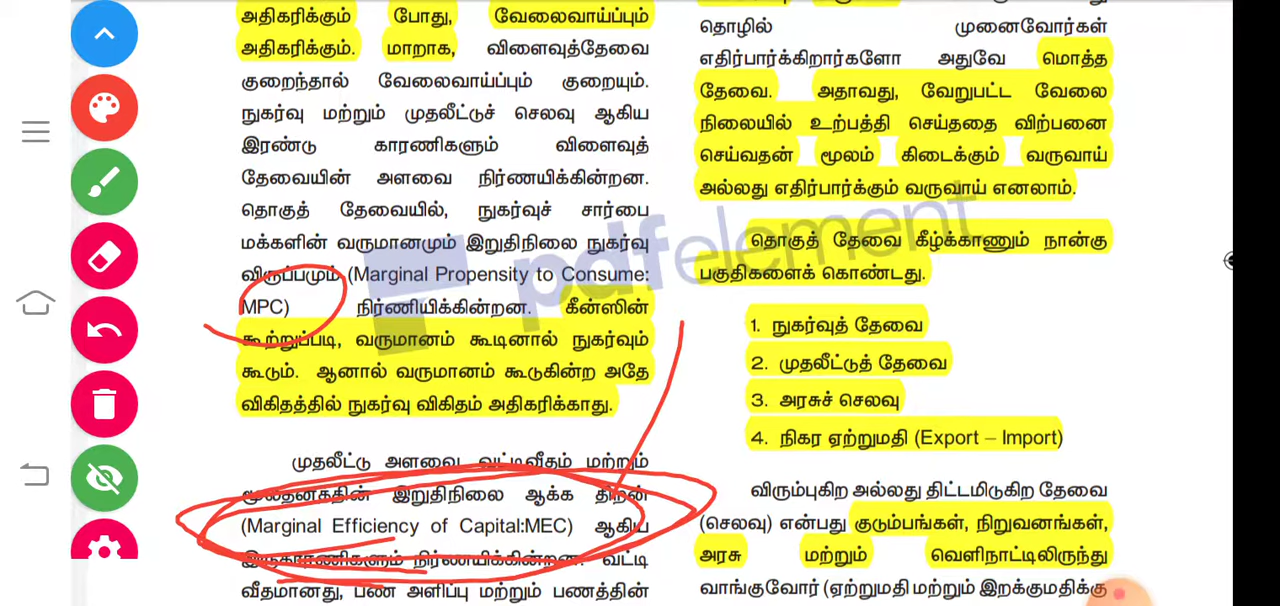 அதிகரிக்கும் போது, வேலைவாய்ப்பும்
அதிகரிக்கும். மாறாக, விளைவுத்தேவை
குறைந்தால் வேலைவாய்ப்பும் குறையும்.
நுகர்வு மற்றும் முதலீட்டுச் செலவு ஆகிய
இரண்டு காரணிகளும் விளைவுத்
தேவையின் அளவை நிர்ணயிக்கின்றன.
தொகுத் தேவையில், நுகர்வுச் சார்பை
மக்களின் வருமானமும் இறுதிநிலை நுகர்வு
விருப்பமும் (Marginal Propensity to Consume:
MPC) நிர்ணியிக்கின்றன. கீன்ஸின்
கூற்றுப்படி, வருமானம் கூடினால் நுகர்வும்
கூடும். ஆனால் வருமானம் கூடுகின்ற அதே
விகிதத்தில் நுகர்வு விகிதம் அதிகரிக்காது.
முதலீட்டு அளவை, வட்டிவீதம் மற்றும்
மூலதனத்தின் இறுதிநிலை ஆக்க திறன்
(Marginal Efficiency of Capital:MEC) ஆகிய
இருகாரணிகளும் நிர்ணயிக்கின்றன. வட்டி
வீதமானது, பண அளிப்பு மற்றும் பணத்தின்
தொழில் முனைவோர்கள்
எதிர்பார்க்கிறார்களோ அதுவே மொத்த
தேவை. அதாவது, வேறுபட்ட வேலை
நிலையில் உற்பத்தி செய்ததை விற்பனை
செய்வதன் மூலம் கிடைக்கும் வருவாய்
அல்லது எதிர்பார்க்கும் வருவாய் எனலாம்.
தொகுத் தேவை கீழ்க்காணும் நான்கு
பகுதிகளைக் கொண்டது.
1. நுகர்வுத் தேவை
2. முதலீட்டுத் தேவை
3. அரசுச் செலவு
4. நிகர ஏற்றுமதி (Export – Import)
விரும்புகிற அல்லது திட்டமிடுகிற தேவை
(செலவு) என்பது குடும்பங்கள், நிறுவனங்கள்,
அரசு மற்றும் வெளிநாட்டிலிருந்து
வாங்குவோர் (ஏற்றுமதி மற்றும் இறக்குமதிக்கு
pdfelement